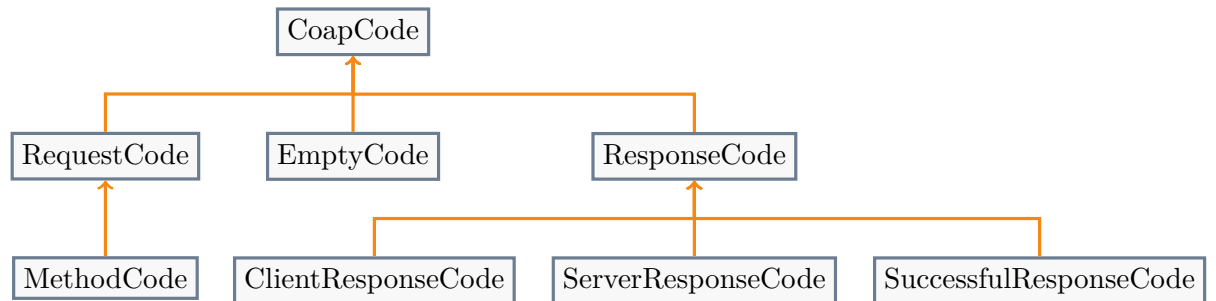 CoapCode
RequestCode
EmptyCode
ResponseCode
MethodCode
ClientResponseCode
ServerResponseCode
SuccessfulResponseCode